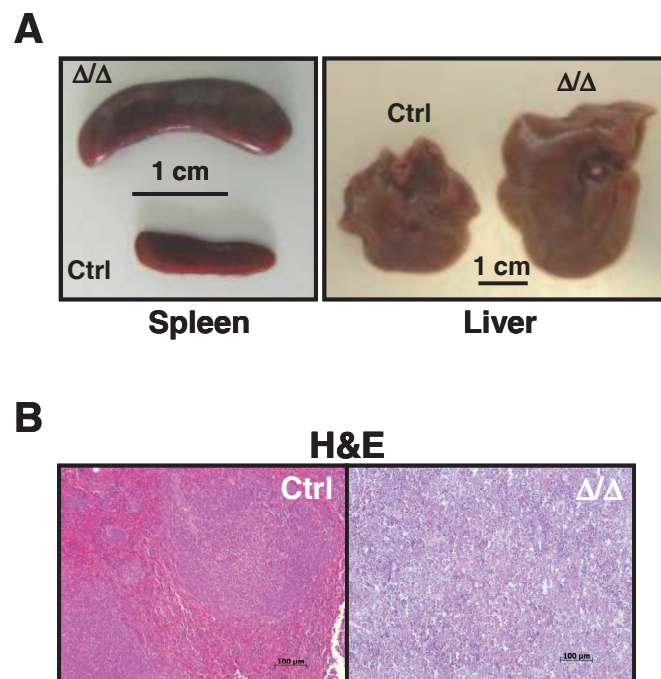 A
Δ/Δ
1 cm
Ctrl
Spleen
Ctrl
Δ/Δ
1 cm
Liver
B
H&E
Ctrl
100 μm
Δ/Δ
100 μm